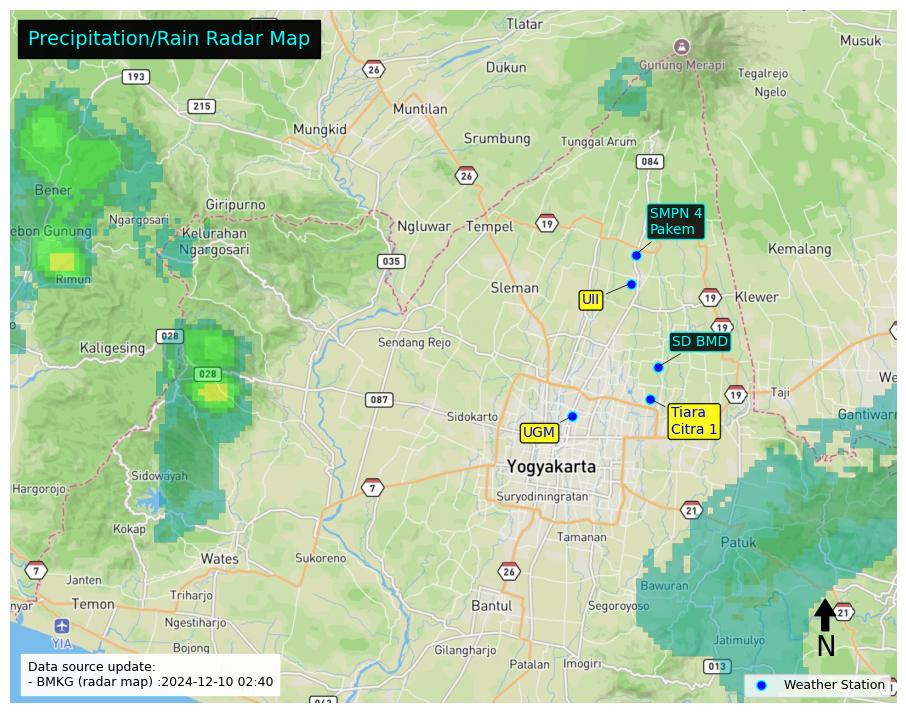 Precipitation/Rain Radar Map
Tlatar
Musuk
Gunung Merapi
26
Dukun
Tegalrejo
193
Ngelo
215
Muntilan
Mungkid
Srumbung
Tunggal Arum
084
26
Bener
Giripurno
Ngargosari
SMPN 4
Pakem
Ngluwar
Tempel
19
ebon Gunung
Kelurahan
Ngargosari
Kemalang
035
Rimun
Sleman
UII
19
Klewer
19
028
Sendang Rejo
SD BMD
Kaligesing
028
We
087
19
Taji
Sidokarto
Tiara
Citra 1
Gantiwarn
UGM
Yogyakarta
Sidowayah
Hargorojo
7
Suryodiningratan
21
Kokap
Tamanan
Patuk
Wates
Sukoreno
7
26
Janten
Bawuran
Triharjo
nyar
Temon
Bantul
Segoroyoso
21
Ngestiharjo
YIA
N
Jatimulyo
Bojong
Gilangharjo
Patalan
Imogiri
013
Data source update:
- BMKG (radar map) :2024-12-10 02:40
Weather Station